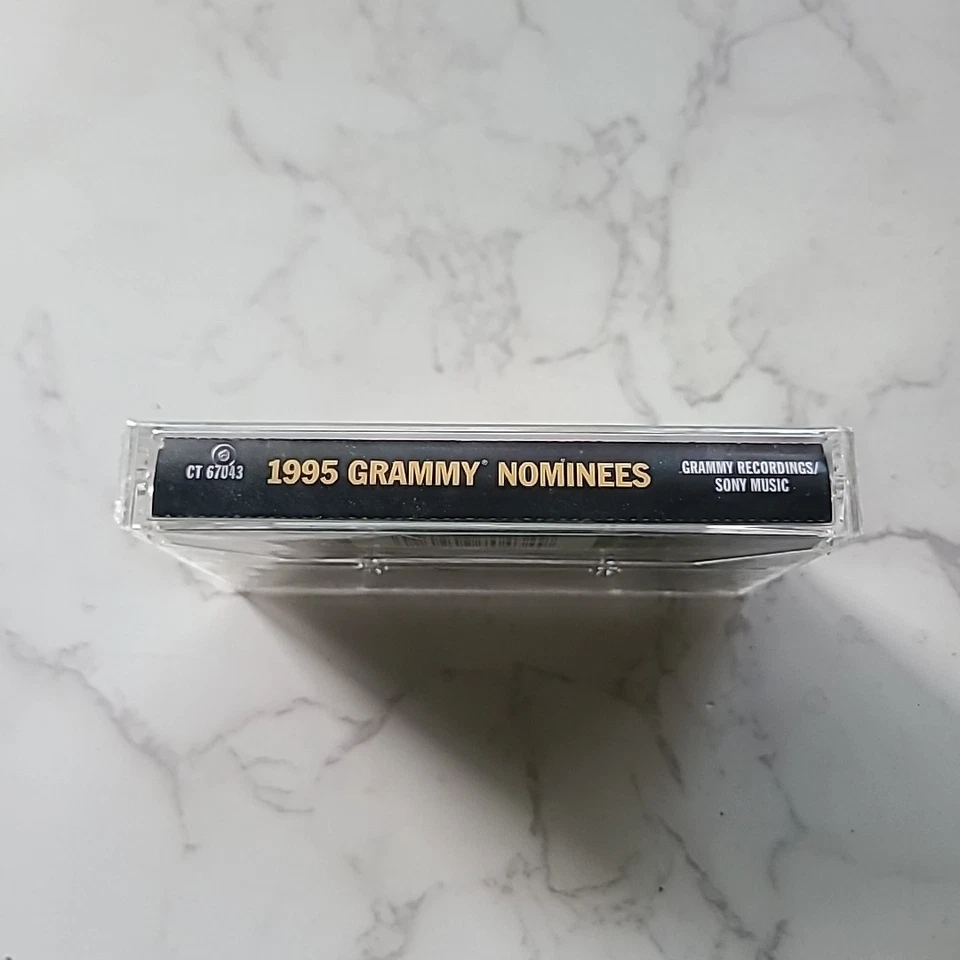 CT 67043
1995 GRAMMY® NOMINEES
GRAMMY RECORDINGS/
SONY MUSIC